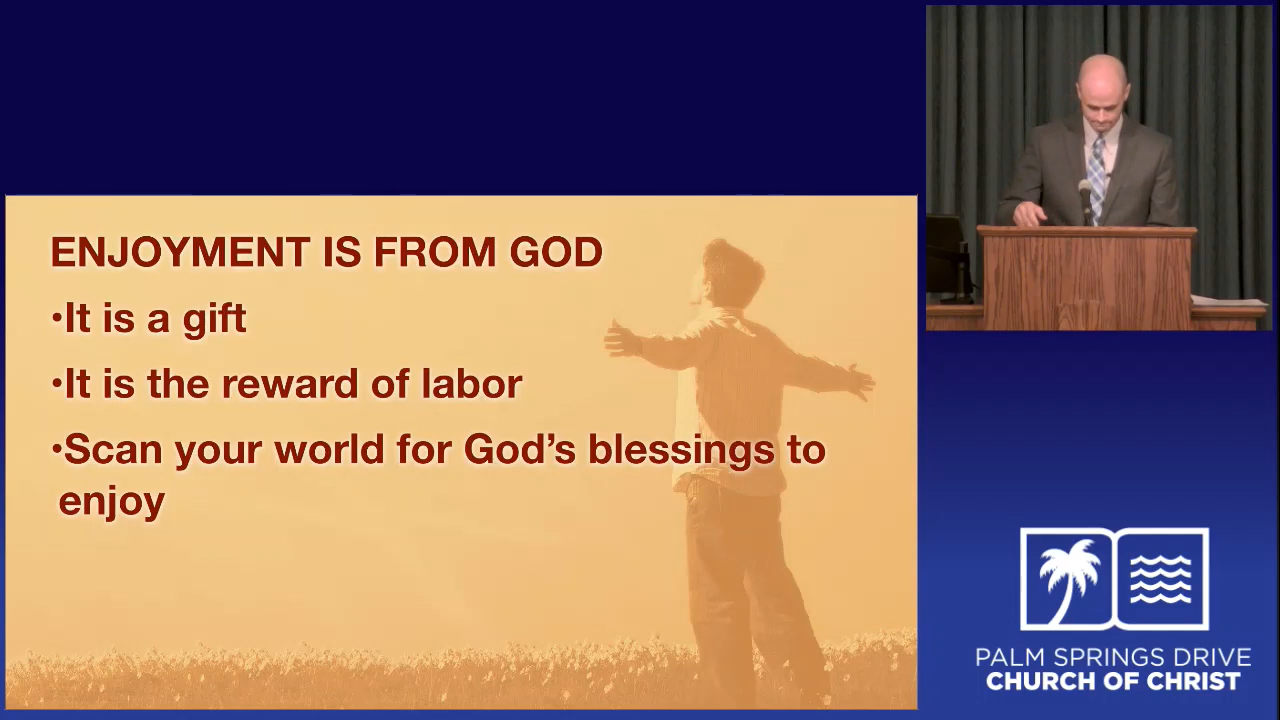 ENJOYMENT IS FROM GOD
•It is a gift
•It is the reward of labor
•Scan your world for God’s blessings to
enjoy
PALM SPRINGS DRIVE
CHURCH OF CHRIST